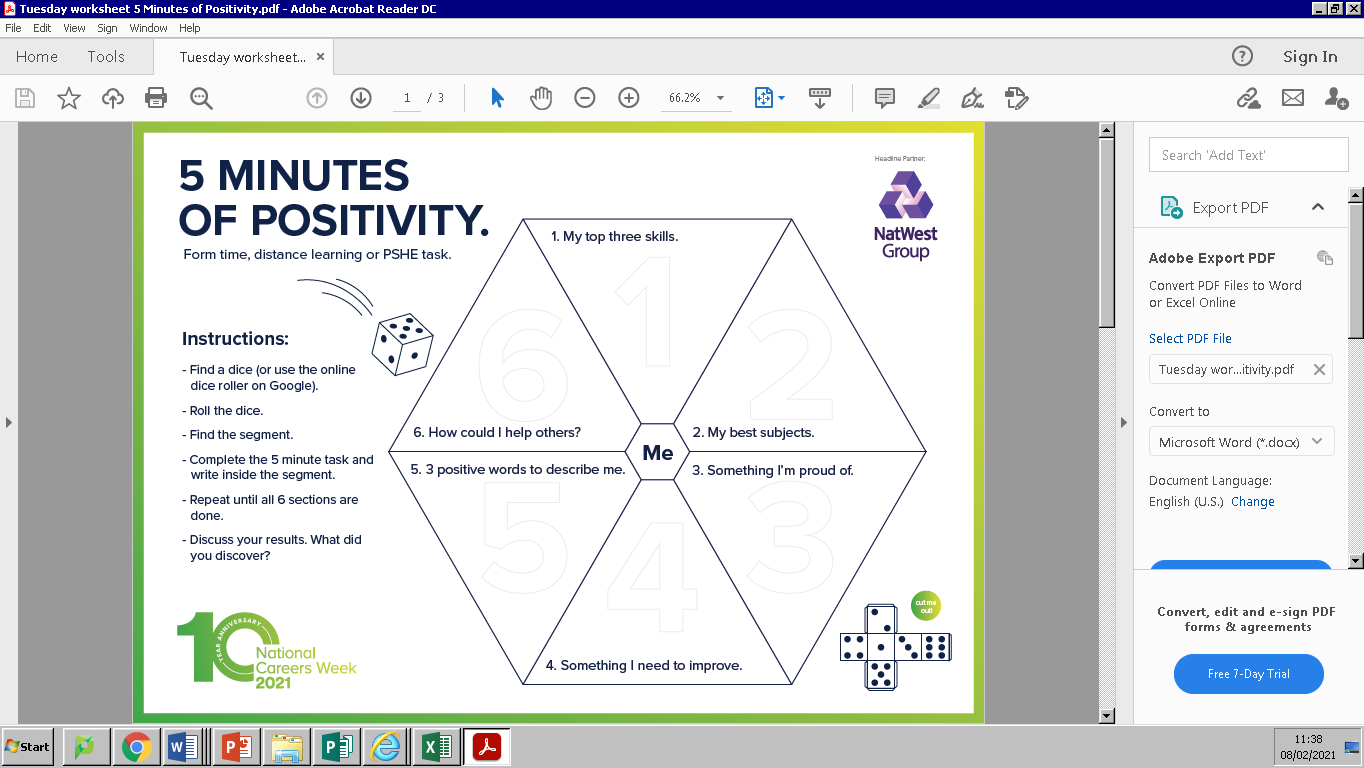 Tuesday worksheet 5 Minutes of Positivity.pdf - Adobe Acrobat Reader DC
File Edit View Sign Window Help
Home Tools Tuesday worksheet... × Sign In
1 / 3 66.2%
5 MINUTES
OF POSITIVITY.
Form time, distance learning or PSHE task.
Headline Partner:
NatWest
Group
Instructions:
- Find a dice (or use the online
dice roller on Google).
- Roll the dice.
- Find the segment.
- Complete the 5 minute task and
write inside the segment.
- Repeat until all 6 sections are
done.
- Discuss your results. What did
you discover?
1. My top three skills.
1
2
2. My best subjects.
3. Something I'm proud of.
3
4
4. Something I need to improve.
5. 3 positive words to describe me.
5
6
6. How could I help others?
Me
10
YEAR ANNIVERSARY
National
Careers Week
2021
cut me
out!
Search 'Add Text'
Export PDF
Adobe Export PDF
Convert PDF Files to Word
or Excel Online
Select PDF File
Tuesday wor...itivity.pdf
Convert to
Microsoft Word (*.docx)
Document Language:
English (U.S.) Change
Convert, edit and e-sign PDF
forms & agreements
Free 7-Day Trial
Start
11:38
08/02/2021